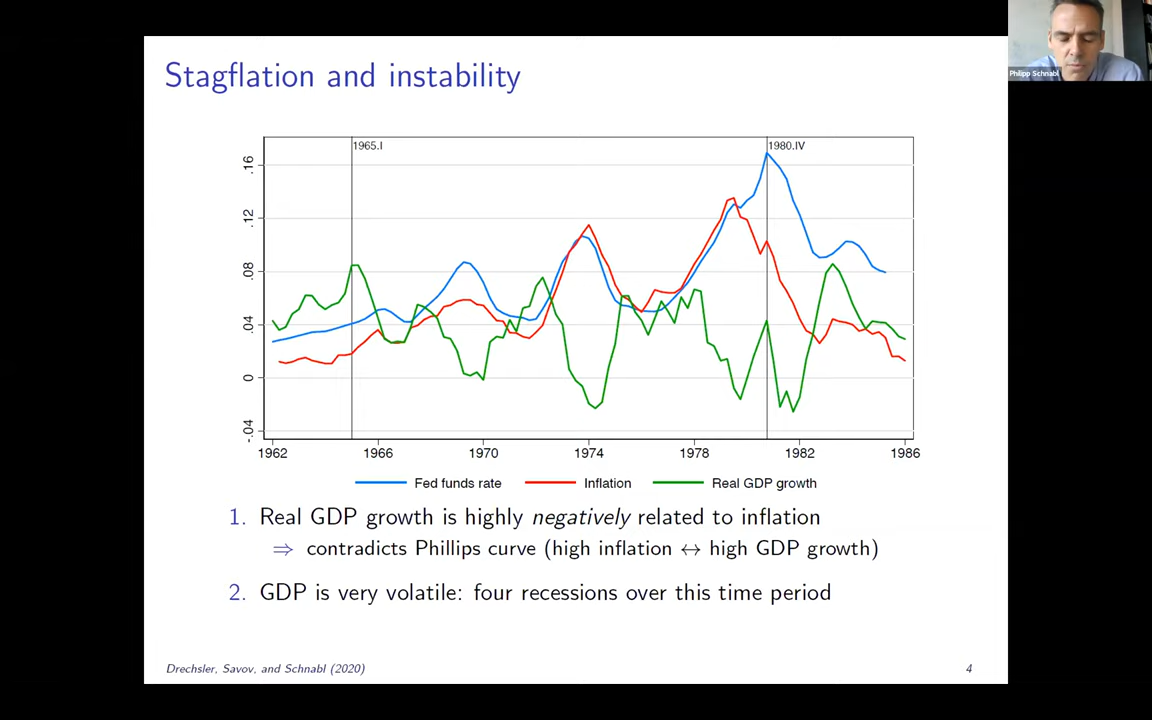 Philipp Schnabl
Stagflation and instability
1965.I
1980.IV
.16
.12
.08
.04
0
-.04
1962 1966 1970 1974 1978 1982 1986
Fed funds rate Inflation Real GDP growth
1. Real GDP growth is highly negatively related to inflation
⇒ contradicts Phillips curve (high inflation ↔ high GDP growth)
2. GDP is very volatile: four recessions over this time period
Drechsler, Savov, and Schnabl (2020)
4